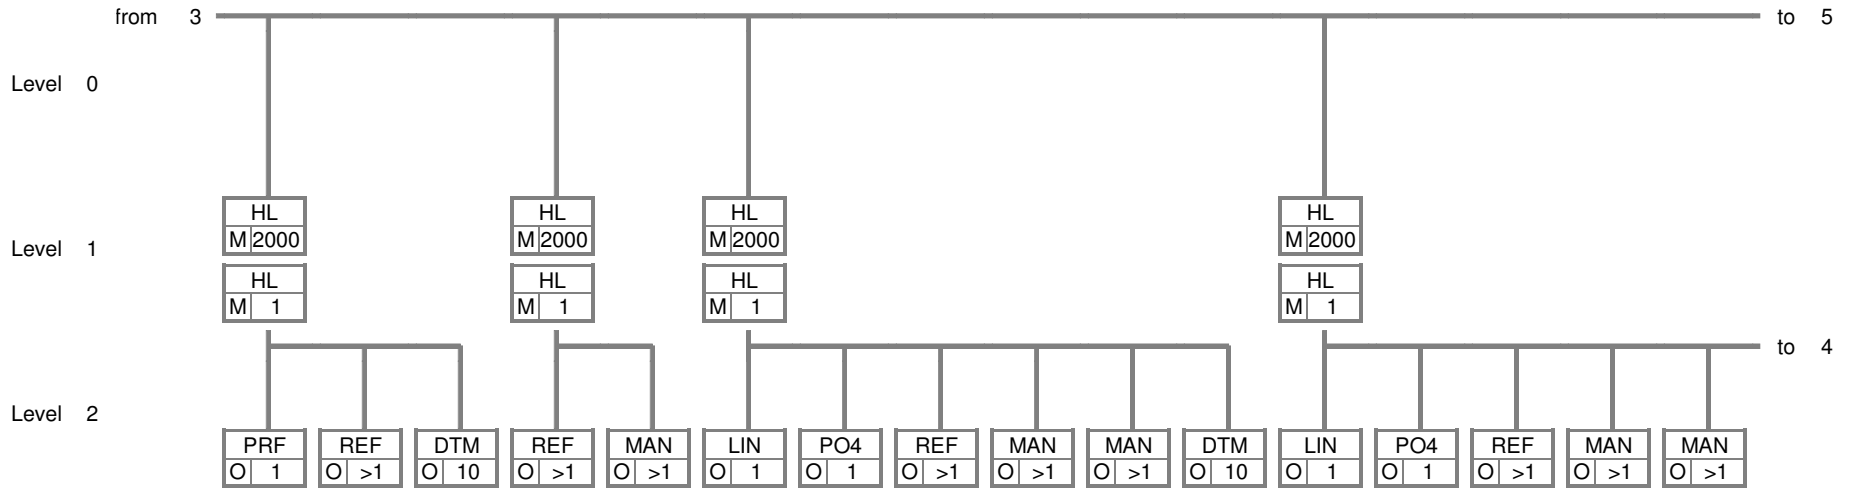 from 3 to 5
Level 0
HL HL HL HL
M 2000 M 2000 M 2000 M 2000
Level 1
HL HL HL HL
M 1 M 1 M 1 M 1
to 4
Level 2
PRF REF DTM REF MAN LIN PO4 REF MAN MAN DTM LIN PO4 REF MAN MAN
O 1 O >1 O 10 O >1 O >1 O 1 O 1 O >1 O >1 O >1 O 10 O 1 O 1 O >1 O >1 O >1